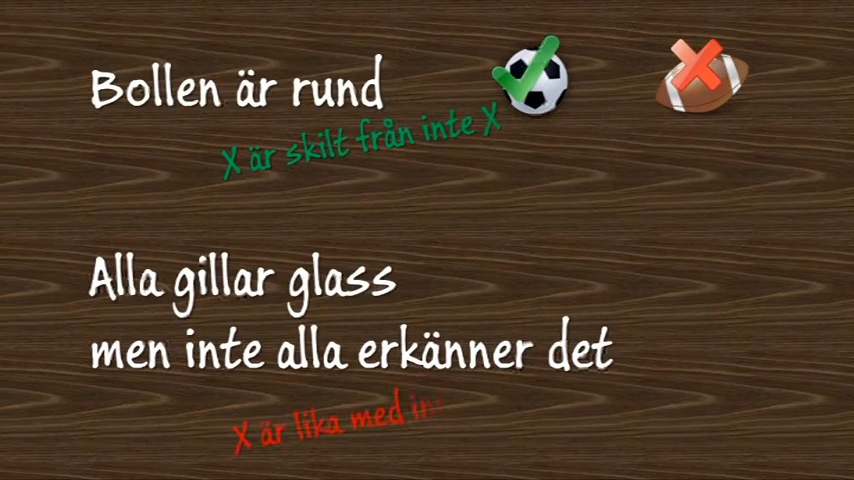 Bollen är rund
X är skilt från inte X
Alla gillar glass
men inte alla erkänner det
X är lika med